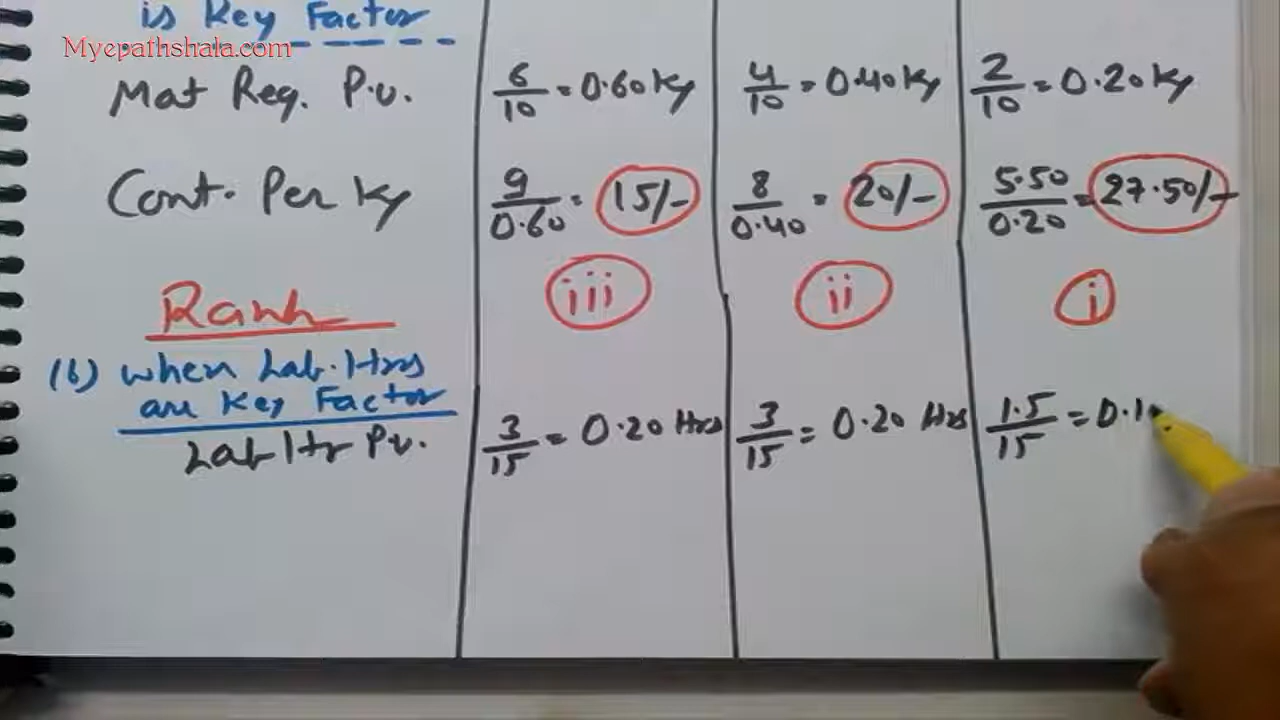 is Key Factor
Myepathshala.com
Mat Req. P.u. 6/10 = 0.60 Kg 4/10 = 0.40 Kg 2/10 = 0.20 Kg
Cont. Per Kg 9/0.60 = 15/- 8/0.40 = 20/- 5.50/0.20 = 27.50/-
Rank iii ii i
(b) when Lab. Hrs
are Key Factor
Lab Hr P.u. 3/15 = 0.20 Hrs 3/15 = 0.20 Hrs 1.5/15 = 0.1